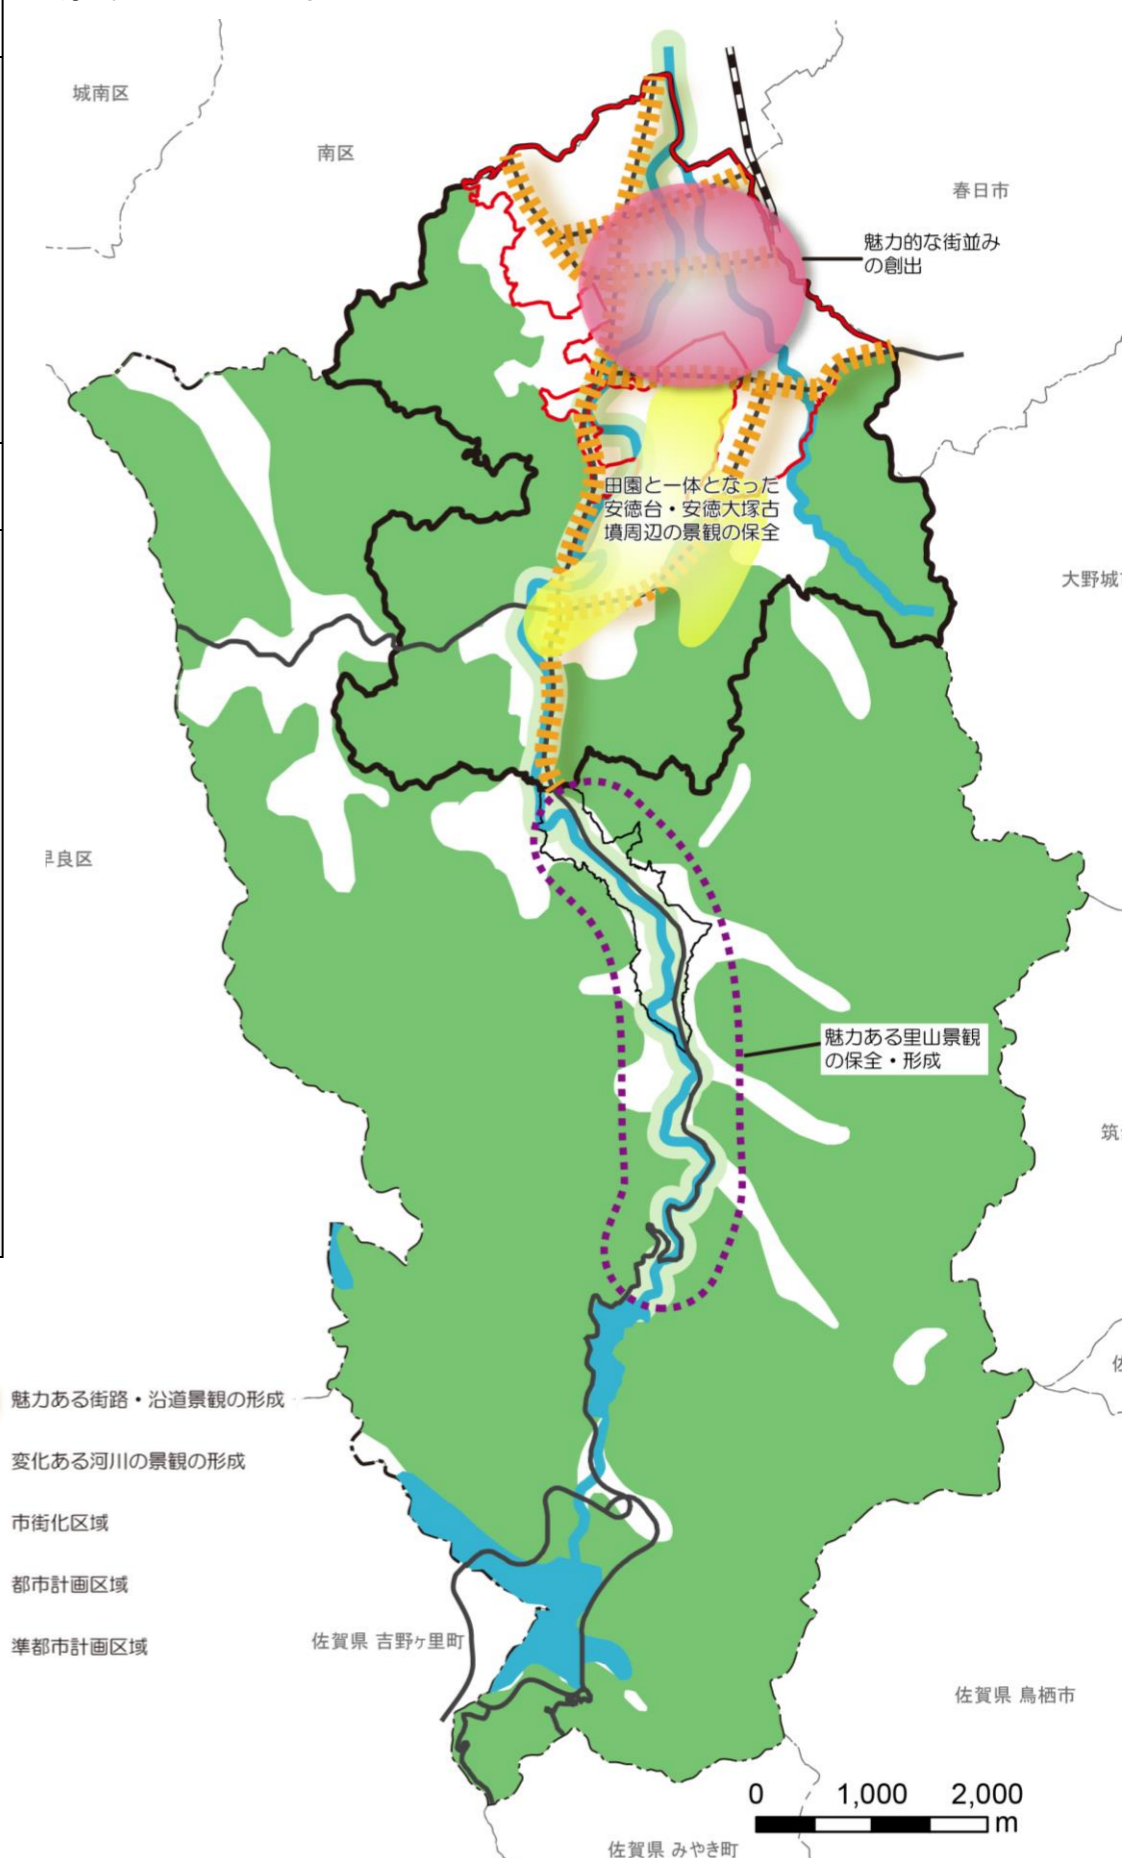 城南区
南区
春日市
魅力的な街並み
の創出
田園と一体となった
安徳台・安徳大塚古
墳周辺の景観の保全
大野城
早良区
魅力ある里山景観
の保全・形成
筑
魅力ある街路・沿道景観の形成
変化ある河川の景観の形成
市街化区域
都市計画区域
準都市計画区域
佐賀県 吉野ヶ里町
佐賀県 鳥栖市
0 1,000 2,000
m
佐賀県 みやき町